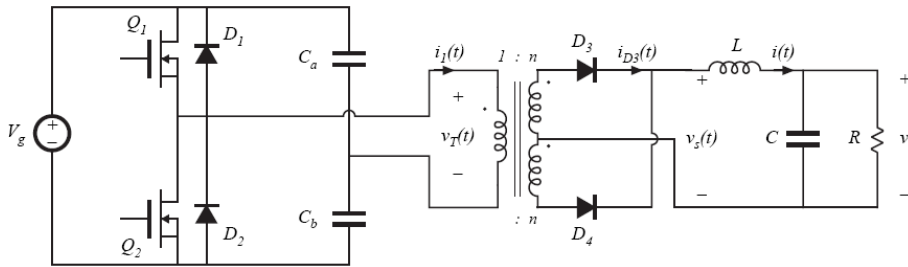 Q1
D1
Ca
i1(t)
1 : n
D3
iD3(t)
L
i(t)
Vg
+
−
+
vT(t)
−
+
vs(t)
−
C
R
+
v
−
Q2
D2
Cb
: n
D4